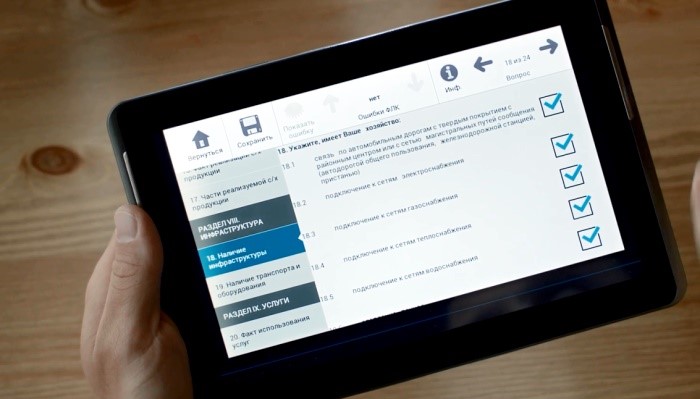 Вернуться
Сохранить
Показать
ошибку
нет
Ошибки ФЛК
Инф
18 из 24
Вопрос
продукции
17. Части реализуемой с/х
продукции
РАЗДЕЛ VIII.
ИНФРАСТРУКТУРА
18. Наличие
инфраструктуры
19. Наличие транспорта и
оборудования
РАЗДЕЛ IX. УСЛУГИ
20. Факт использования
услуг
18. Укажите, имеет Ваше хозяйство:
18.1
связь по автомобильным дорогам с твердым покрытием с
районным центром или с сетью магистральных путей сообщения
(автодорогой общего пользования, железнодорожной станцией,
пристанью)
18.2
подключение к сетям электроснабжения
18.3
подключение к сетям газоснабжения
18.4
подключение к сетям теплоснабжения
18.5
подключение к сетям водоснабжения